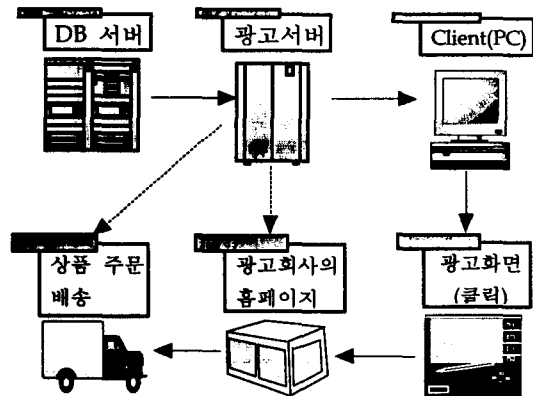 DB 서버
광고서버
Client(PC)
상품 주문
배송
광고회사의
홈페이지
광고화면
(클릭)